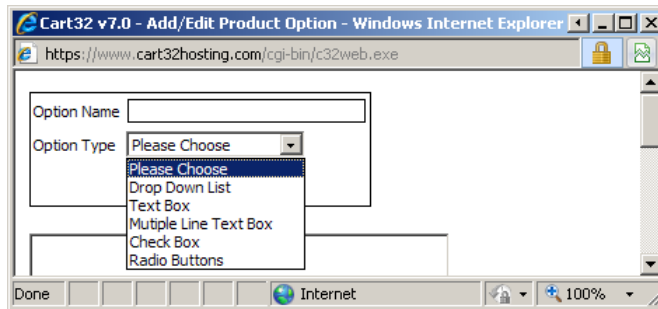 Cart32 v7.0 - Add/Edit Product Option - Windows Internet Explorer
https://www.cart32hosting.com/cgi-bin/c32web.exe
Option Name
Option Type Please Choose
Please Choose
Drop Down List
Text Box
Mutiple Line Text Box
Check Box
Radio Buttons
Done Internet 100%